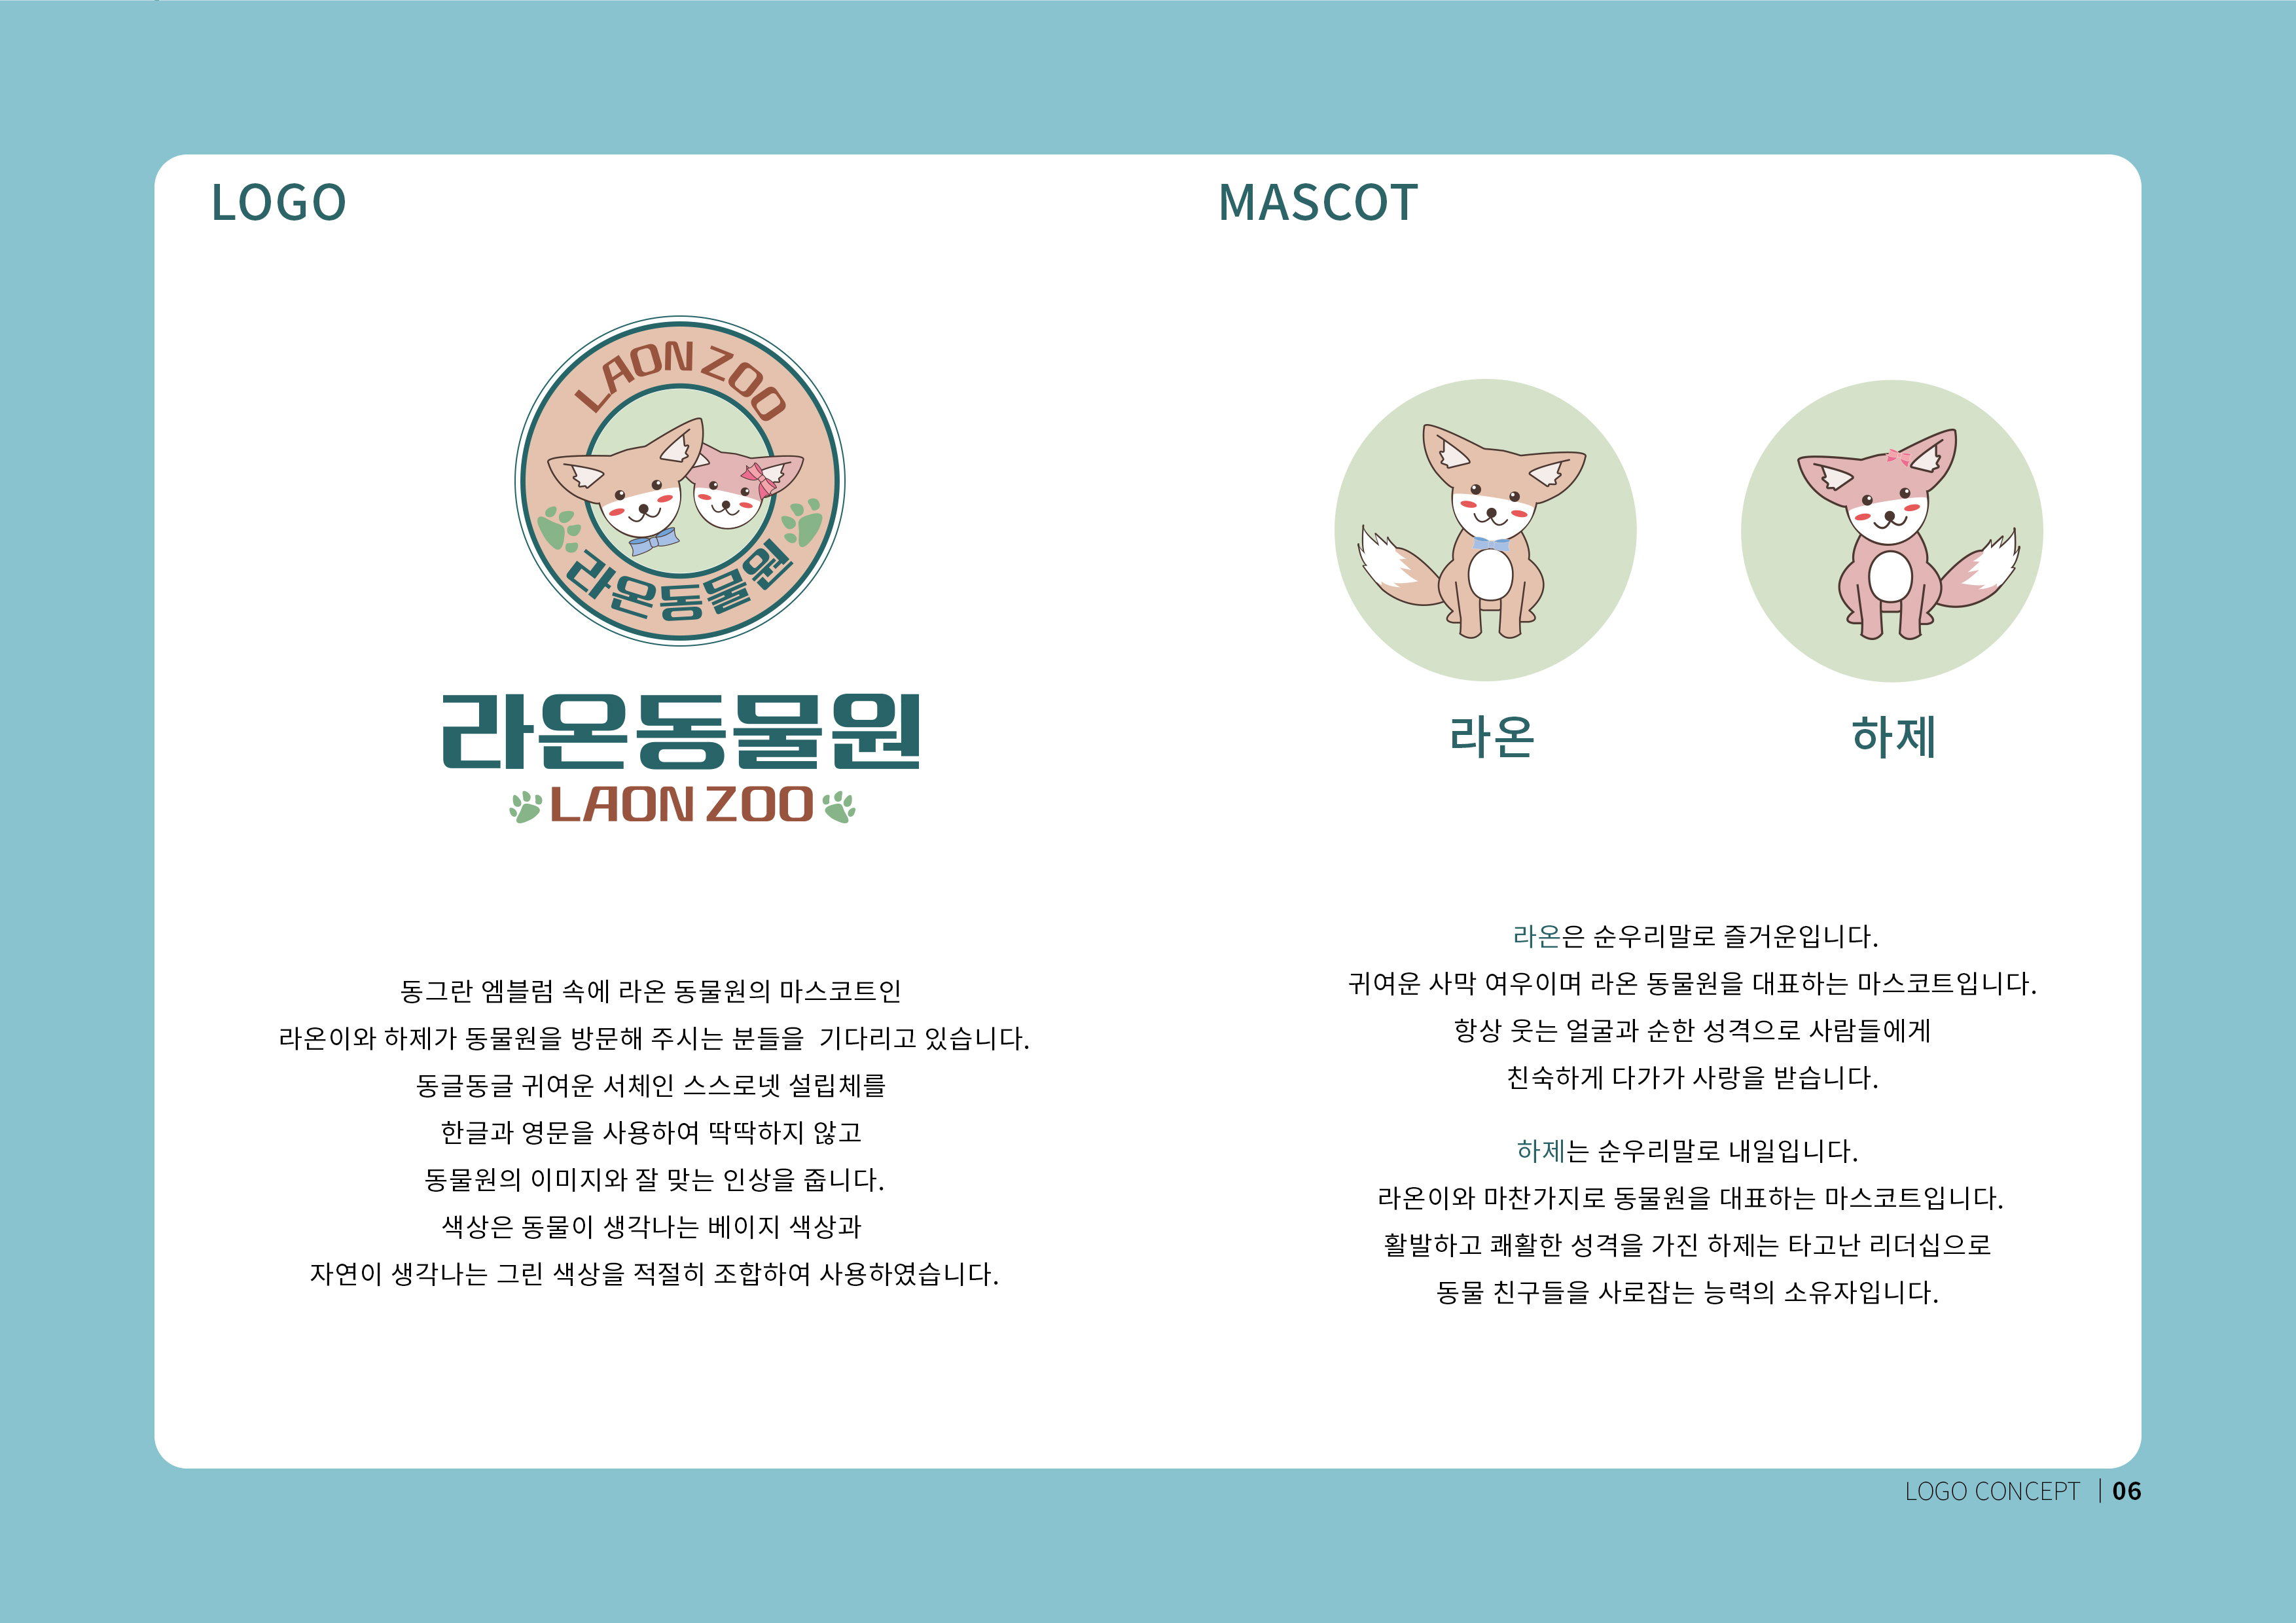 LOGO
LAON ZOO
라온동물원
라온동물원
LAON ZOO
동그란 엠블럼 속에 라온 동물원의 마스코트인
라온이와 하제가 동물원을 방문해 주시는 분들을 기다리고 있습니다.
동글동글 귀여운 서체인 스스로넷 설립체를
한글과 영문을 사용하여 딱딱하지 않고
동물원의 이미지와 잘 맞는 인상을 줍니다.
색상은 동물이 생각나는 베이지 색상과
자연이 생각나는 그린 색상을 적절히 조합하여 사용하였습니다.
MASCOT
라온
하제
라온은 순우리말로 즐거운입니다.
귀여운 사막 여우이며 라온 동물원을 대표하는 마스코트입니다.
항상 웃는 얼굴과 순한 성격으로 사람들에게
친숙하게 다가가 사랑을 받습니다.
하제는 순우리말로 내일입니다.
라온이와 마찬가지로 동물원을 대표하는 마스코트입니다.
활발하고 쾌활한 성격을 가진 하제는 타고난 리더십으로
동물 친구들을 사로잡는 능력의 소유자입니다.
LOGO CONCEPT | 06